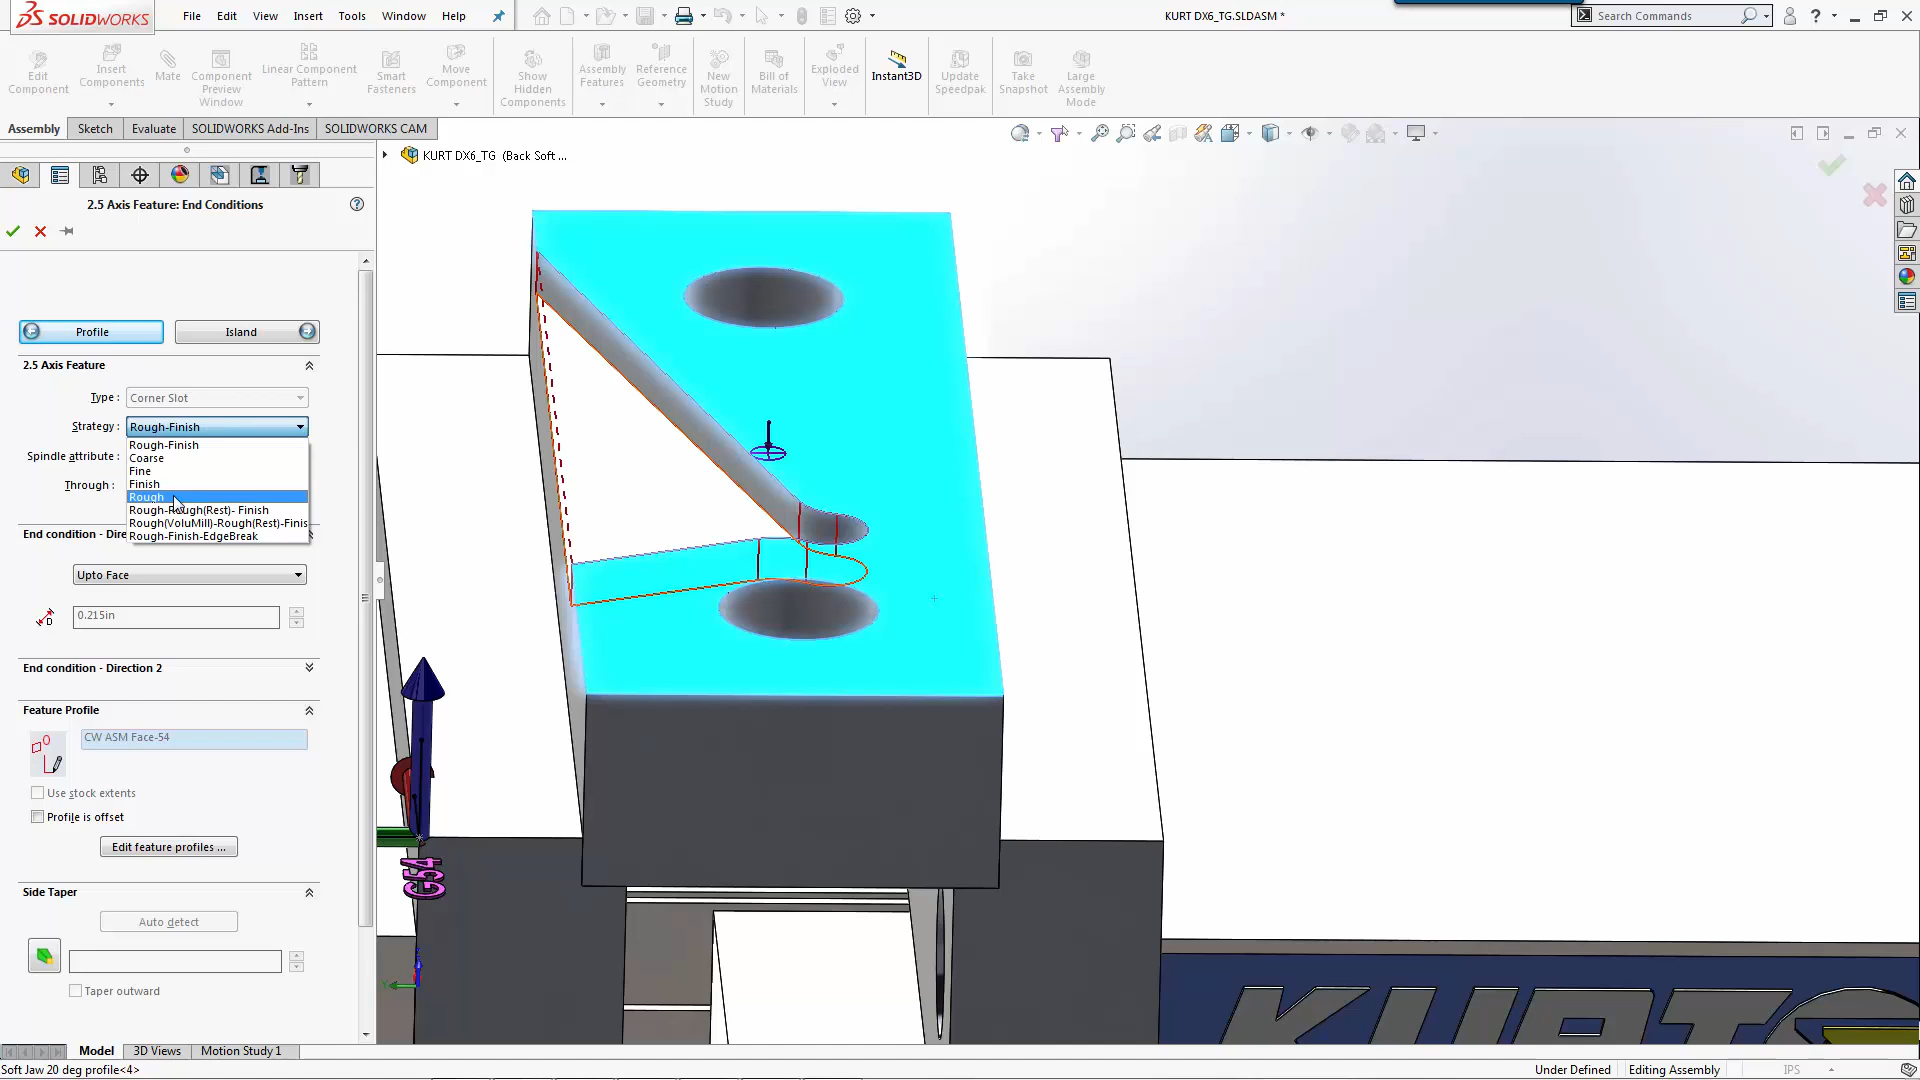 SOLIDWORKS
File Edit View Insert Tools Window Help
KURT DX6_TG.SLDASM *
Search Commands
Edit Component
Insert Components
Mate
Component Preview Window
Linear Component Pattern
Smart Fasteners
Move Component
Show Hidden Components
Assembly Features
Reference Geometry
New Motion Study
Bill of Materials
Exploded View
Instant3D
Update Speedpak
Take Snapshot
Large Assembly Mode
Assembly Sketch Evaluate SOLIDWORKS Add-Ins SOLIDWORKS CAM
KURT DX6_TG (Back Soft ...
2.5 Axis Feature: End Conditions
Profile Island
2.5 Axis Feature
Type : Corner Slot
Strategy : Rough-Finish
Rough-Finish
Coarse
Spindle attribute :
Fine
Finish
Through :
Rough
Rough-Rough(Rest)- Finish
Rough(VoluMill)-Rough(Rest)-Finis
End condition - Dire
Rough-Finish-EdgeBreak
Upto Face
D
0.215in
End condition - Direction 2
Feature Profile
CW ASM Face-54
Use stock extents
Profile is offset
Edit feature profiles ...
Side Taper
Auto detect
Taper outward
G54
Y
KURT
Model 3D Views Motion Study 1
Soft Jaw 20 deg profile<4>
Under Defined Editing Assembly IPS